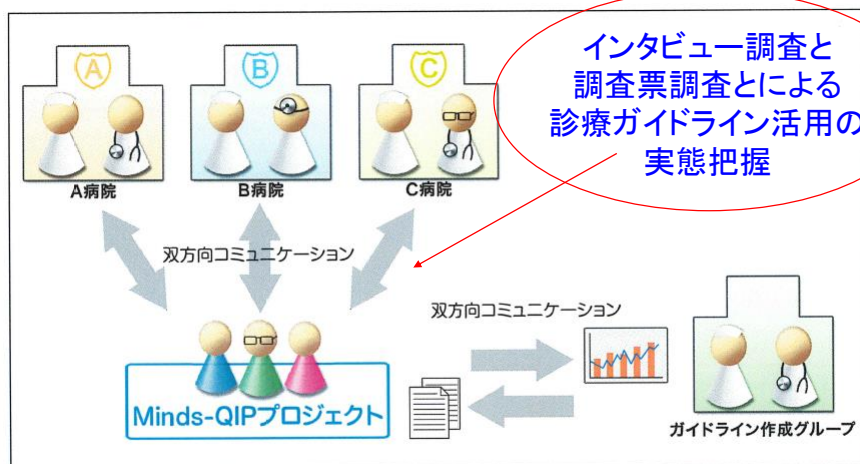 インタビュー調査と
調査票調査とによる
診療ガイドライン活用の
実態把握
A
B
C
A病院
B病院
C病院
双方向コミュニケーション
双方向コミュニケーション
Minds-QIPプロジェクト
ガイドライン作成グループ